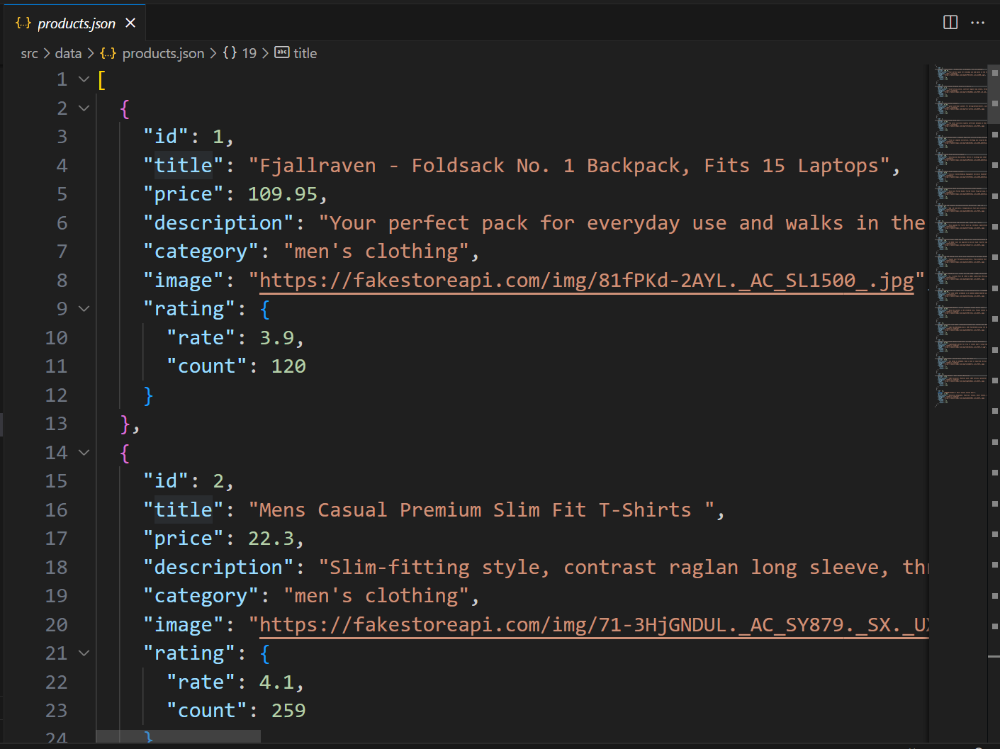 {..} products.json ×
src > data > {..} products.json > {} 19 > abc title
1 [
2 {
3 "id": 1,
4 "title": "Fjallraven - Foldsack No. 1 Backpack, Fits 15 Laptops",
5 "price": 109.95,
6 "description": "Your perfect pack for everyday use and walks in the
7 "category": "men's clothing",
8 "image": "https://fakestoreapi.com/img/81fPKd-2AYL._AC_SL1500_.jpg"
9 "rating": {
10 "rate": 3.9,
11 "count": 120
12 }
13 },
14 {
15 "id": 2,
16 "title": "Mens Casual Premium Slim Fit T-Shirts ",
17 "price": 22.3,
18 "description": "Slim-fitting style, contrast raglan long sleeve,
19 "category": "men's clothing",
20 "image": "https://fakestoreapi.com/img/71-3HjGNDUL._AC_SY879._SX._UX
21 "rating": {
22 "rate": 4.1,
23 "count": 259
24 }